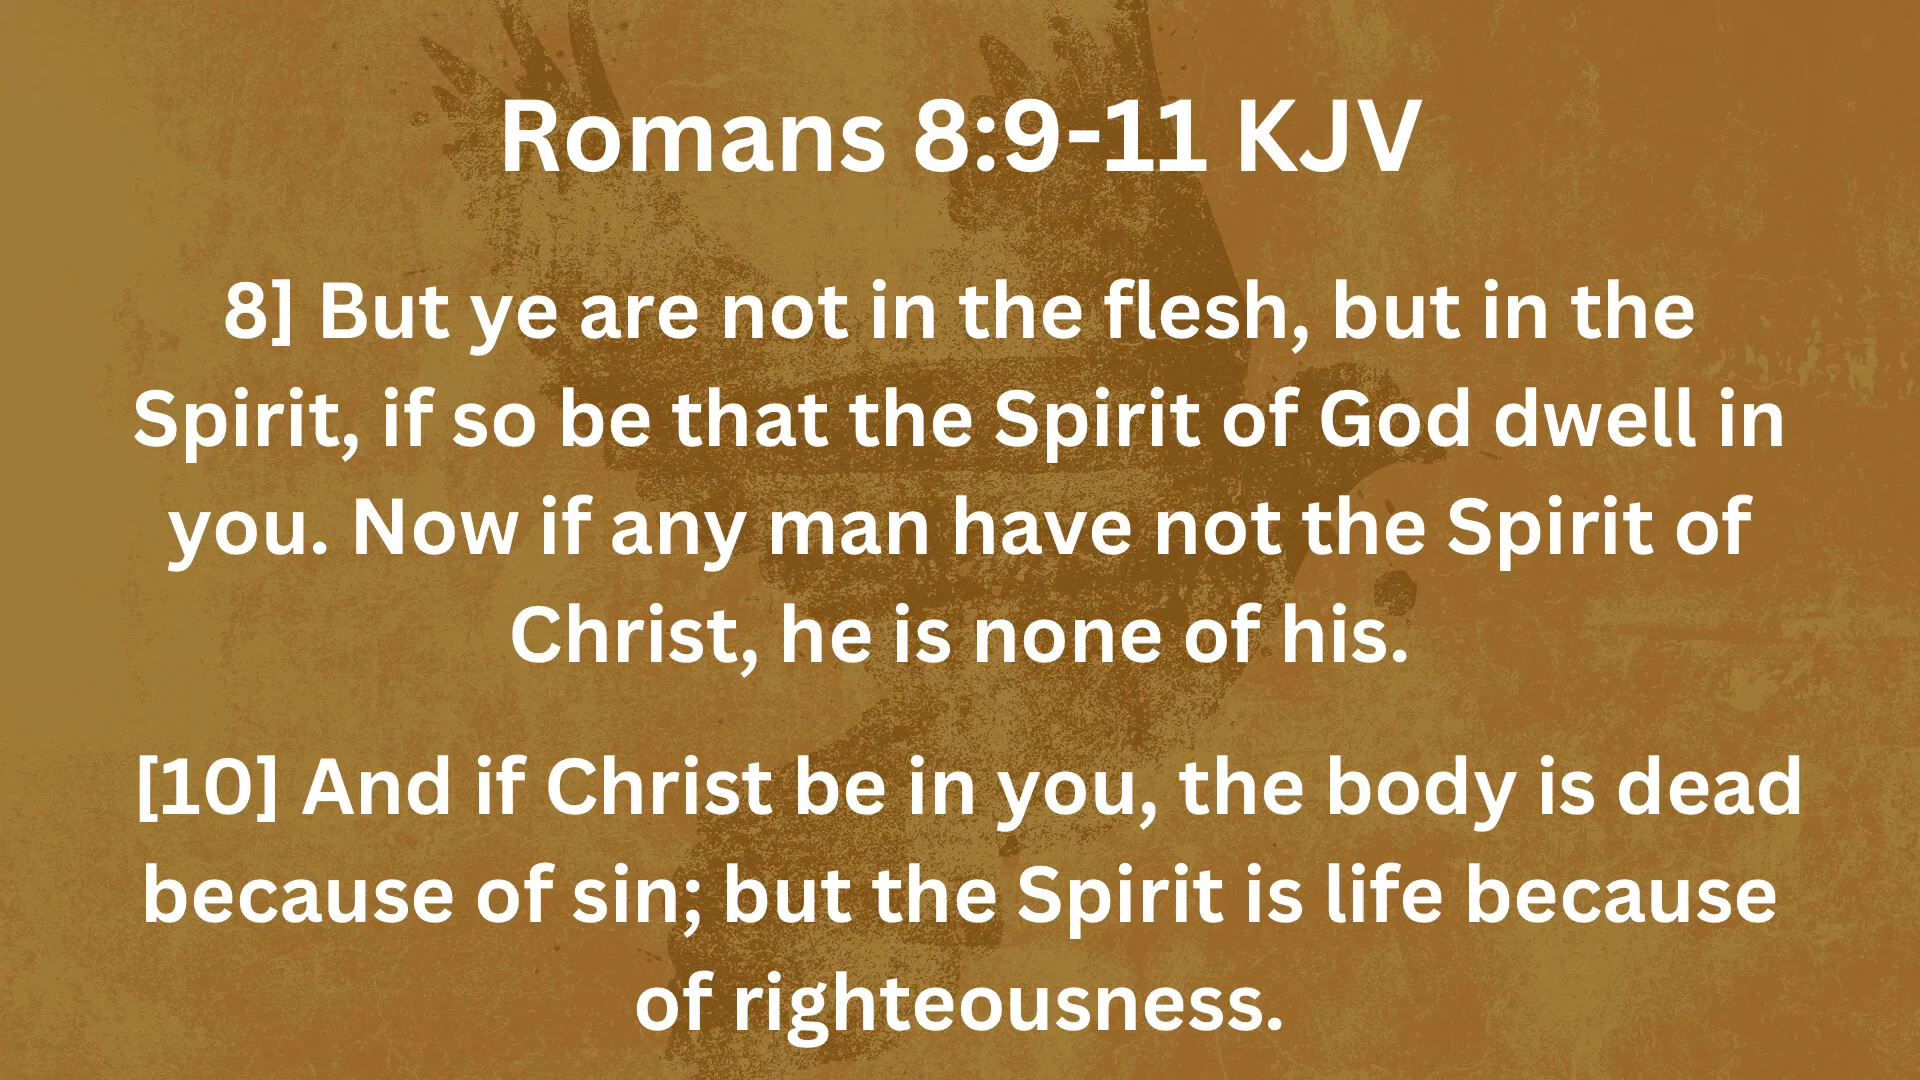 Romans 8:9-11 KJV
8] But ye are not in the flesh, but in the
Spirit, if so be that the Spirit of God dwell in
you. Now if any man have not the Spirit of
Christ, he is none of his.
[10] And if Christ be in you, the body is dead
because of sin; but the Spirit is life because
of righteousness.